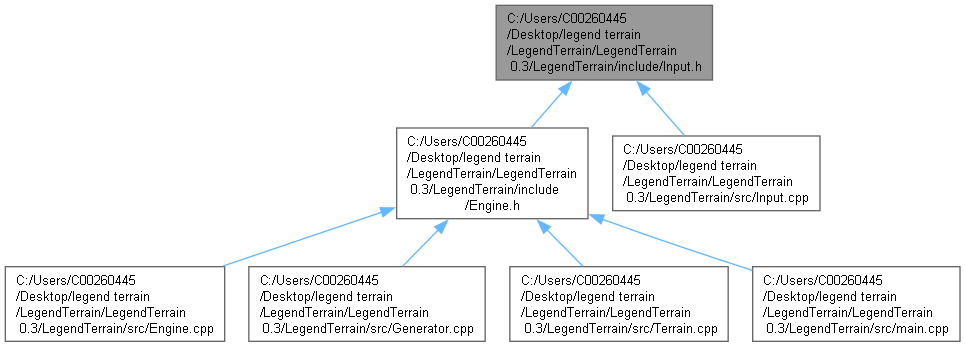 C:/Users/C00260445
/Desktop/legend terrain
/LegendTerrain/LegendTerrain
0.3/LegendTerrain/include/Input.h
C:/Users/C00260445
/Desktop/legend terrain
/LegendTerrain/LegendTerrain
0.3/LegendTerrain/include
/Engine.h
C:/Users/C00260445
/Desktop/legend terrain
/LegendTerrain/LegendTerrain
0.3/LegendTerrain/src/Input.cpp
C:/Users/C00260445
/Desktop/legend terrain
/LegendTerrain/LegendTerrain
0.3/LegendTerrain/src/Engine.cpp
C:/Users/C00260445
/Desktop/legend terrain
/LegendTerrain/LegendTerrain
0.3/LegendTerrain/src/Generator.cpp
C:/Users/C00260445
/Desktop/legend terrain
/LegendTerrain/LegendTerrain
0.3/LegendTerrain/src/Terrain.cpp
C:/Users/C00260445
/Desktop/legend terrain
/LegendTerrain/LegendTerrain
0.3/LegendTerrain/src/main.cpp